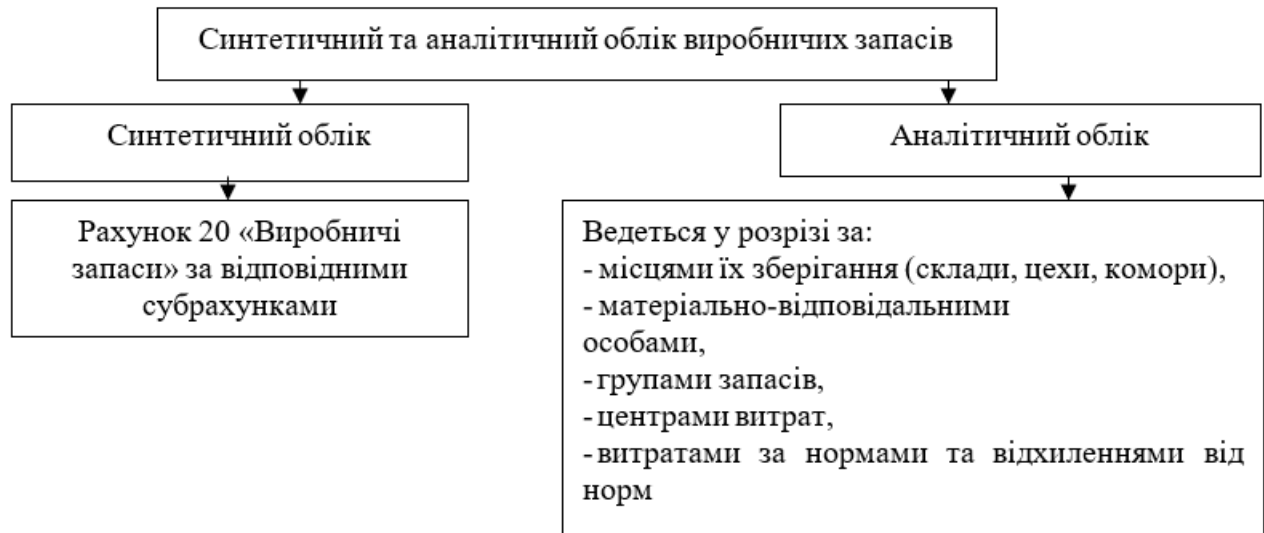 Синтетичний та аналітичний облік виробничих запасів
Синтетичний облік
Аналітичний облік
Рахунок 20 «Виробничі
запаси» за відповідними
субрахунками
Ведеться у розрізі за:
- місцями їх зберігання (склади, цехи, комори),
- матеріально-відповідальними
особами,
- групами запасів,
- центрами витрат,
- витратами за нормами та відхиленнями від
норм